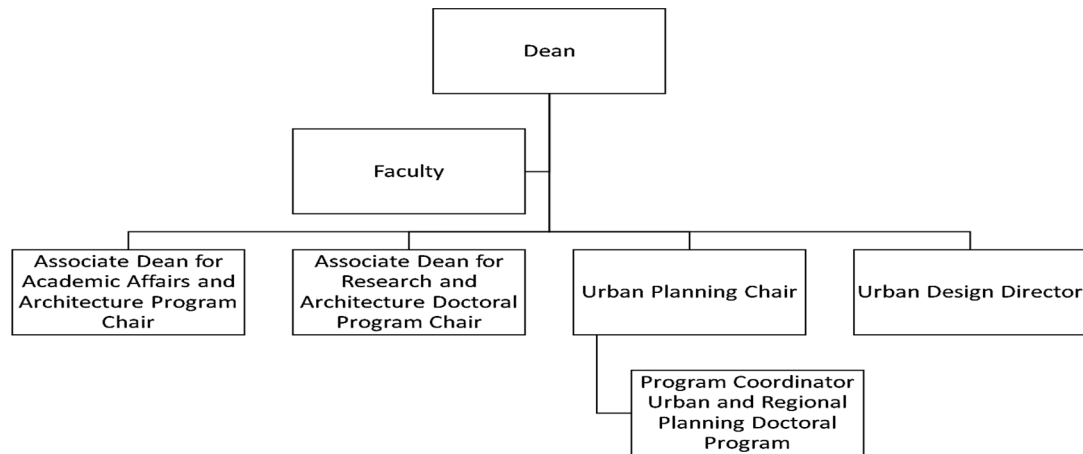 Dean
Faculty
Associate Dean for
Academic Affairs and
Architecture Program
Chair
Associate Dean for
Research and
Architecture Doctoral
Program Chair
Urban Planning Chair
Urban Design Director
Program Coordinator
Urban and Regional
Planning Doctoral
Program